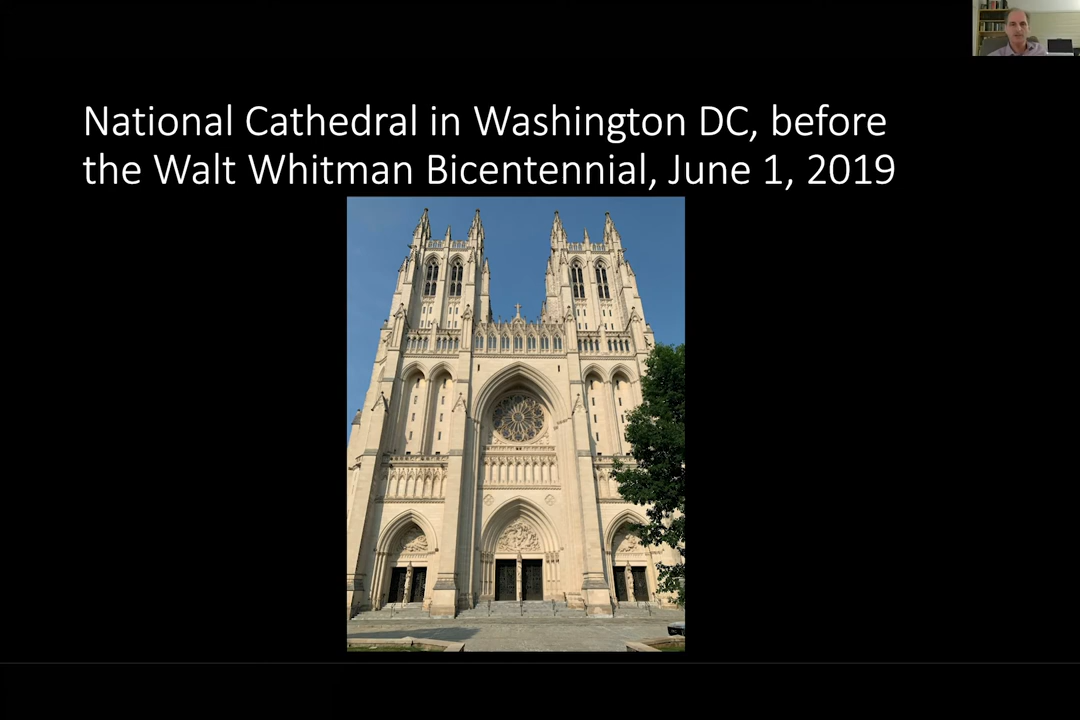 National Cathedral in Washington DC, before
the Walt Whitman Bicentennial, June 1, 2019